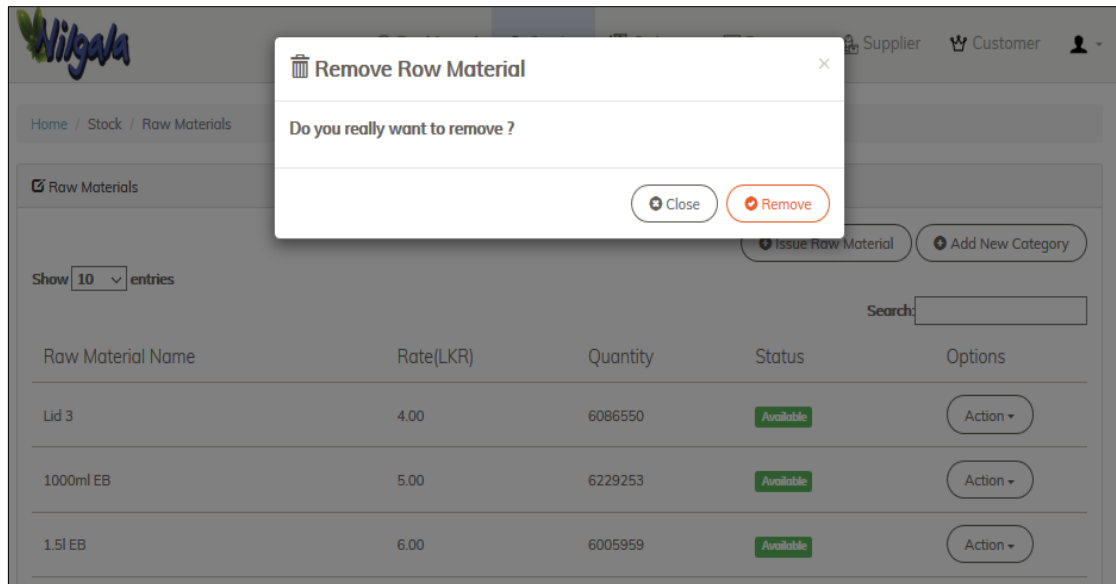 Nilgala
Supplier
Customer
Remove Row Material
×
Home / Stock / Raw Materials
Do you really want to remove ?
Raw Materials
Close
Remove
Issue Raw Material
Add New Category
Show 10 entries
Search:
Raw Material Name Rate(LKR) Quantity Status Options
Lid 3 4.00 6086550 Available Action
1000ml EB 5.00 6229253 Available Action
1.5l EB 6.00 6005959 Available Action